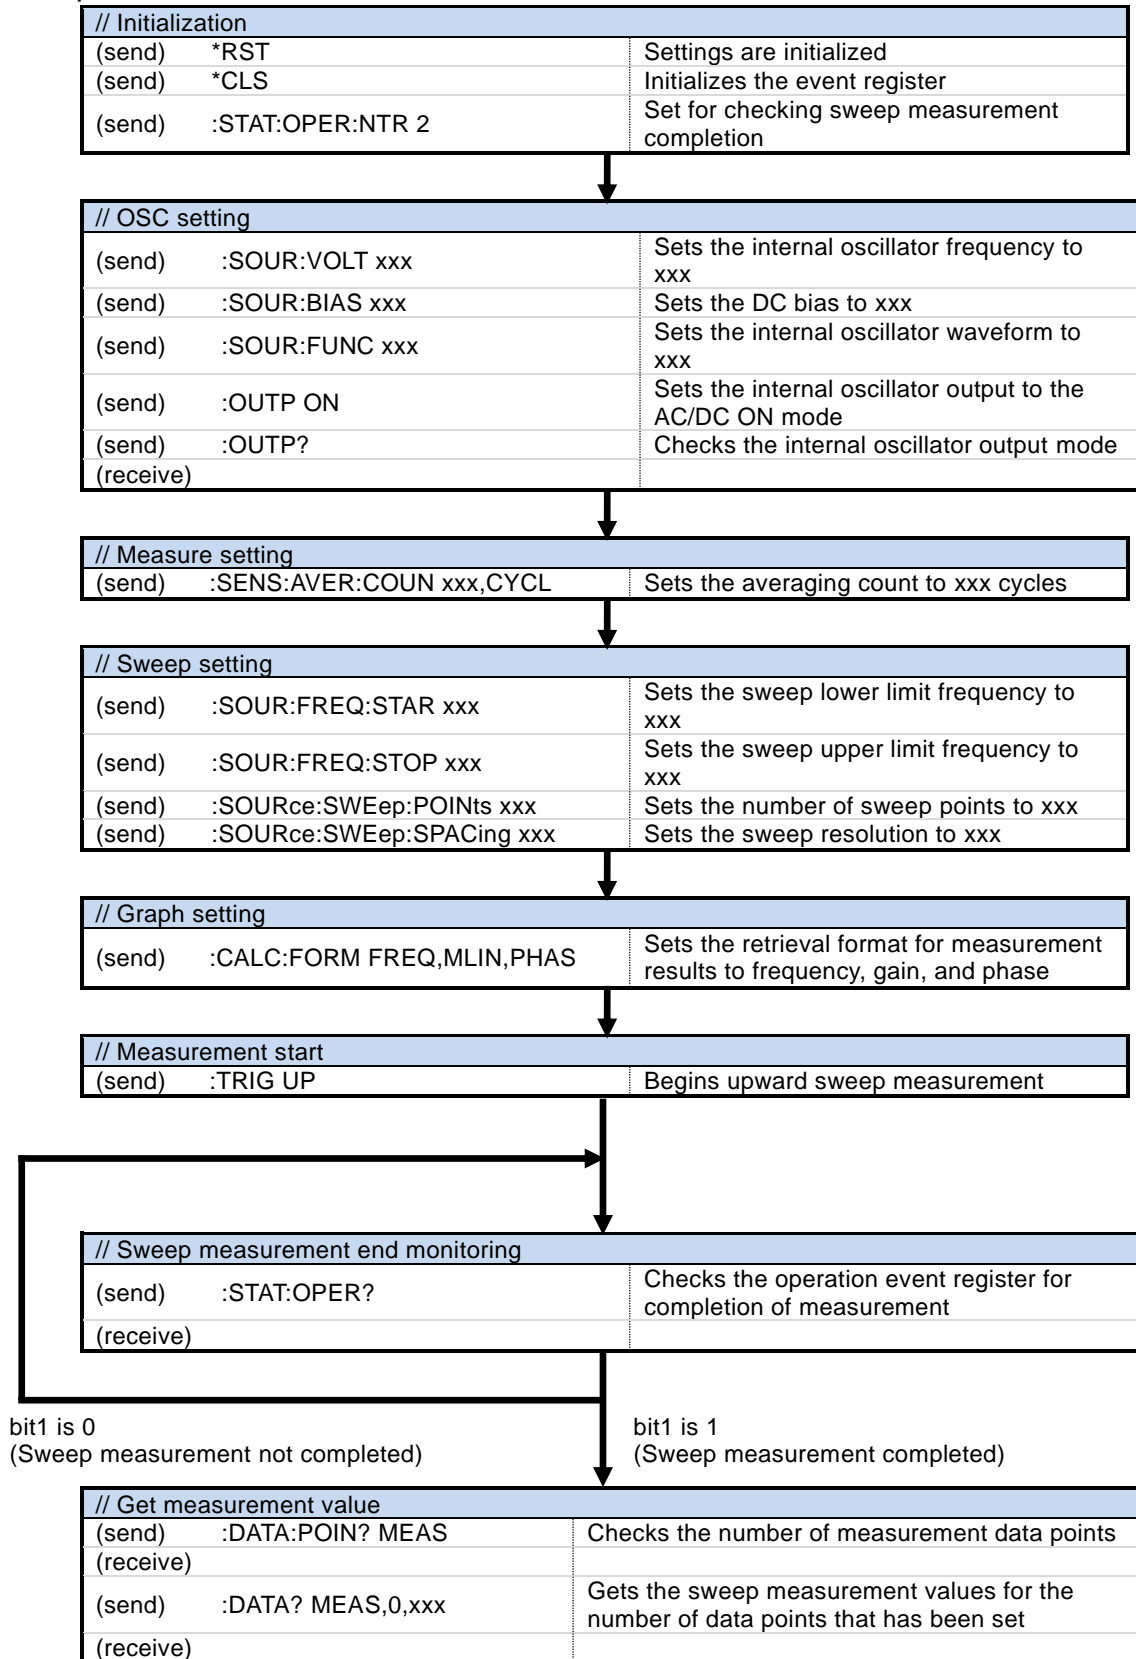 // Initialization
(send) *RST Settings are initialized
(send) *CLS Initializes the event register
(send) :STAT:OPER:NTR 2 Set for checking sweep measurement
completion
// OSC setting
(send) :SOUR:VOLT xxx Sets the internal oscillator frequency to
xxx
(send) :SOUR:BIAS xxx Sets the DC bias to xxx
(send) :SOUR:FUNC xxx Sets the internal oscillator waveform to
xxx
(send) :OUTP ON Sets the internal oscillator output to the
AC/DC ON mode
(send) :OUTP? Checks the internal oscillator output mode
(receive)
// Measure setting
(send) :SENS:AVER:COUN xxx,CYCL Sets the averaging count to xxx cycles
// Sweep setting
(send) :SOUR:FREQ:STAR xxx Sets the sweep lower limit frequency to
xxx
(send) :SOUR:FREQ:STOP xxx Sets the sweep upper limit frequency to
xxx
(send) :SOURce:SWEep:POINts xxx Sets the number of sweep points to xxx
(send) :SOURce:SWEep:SPACing xxx Sets the sweep resolution to xxx
// Graph setting
(send) :CALC:FORM FREQ,MLIN,PHAS Sets the retrieval format for measurement
results to frequency, gain, and phase
// Measurement start
(send) :TRIG UP Begins upward sweep measurement
// Sweep measurement end monitoring
(send) :STAT:OPER? Checks the operation event register for
completion of measurement
(receive)
bit1 is 0
(Sweep measurement not completed)
bit1 is 1
(Sweep measurement completed)
// Get measurement value
(send) :DATA:POIN? MEAS Checks the number of measurement data points
(receive)
(send) :DATA? MEAS,0,xxx Gets the sweep measurement values for the
number of data points that has been set
(receive)